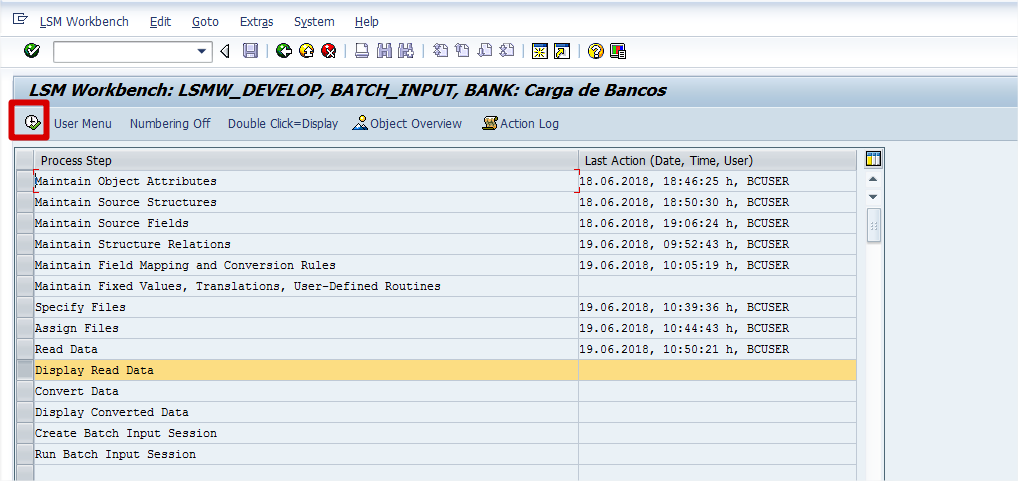 LSM Workbench Edit Goto Extras System Help
LSM Workbench: LSMW_DEVELOP, BATCH_INPUT, BANK: Carga de Bancos
User Menu Numbering Off Double Click=Display Object Overview Action Log
Process Step Last Action (Date, Time, User)
Maintain Object Attributes 18.06.2018, 18:46:25 h, BCUSER
Maintain Source Structures 18.06.2018, 18:50:30 h, BCUSER
Maintain Source Fields 18.06.2018, 19:06:24 h, BCUSER
Maintain Structure Relations 19.06.2018, 09:52:43 h, BCUSER
Maintain Field Mapping and Conversion Rules 19.06.2018, 10:05:19 h, BCUSER
Maintain Fixed Values, Translations, User-Defined Routines
Specify Files 19.06.2018, 10:39:36 h, BCUSER
Assign Files 19.06.2018, 10:44:43 h, BCUSER
Read Data 19.06.2018, 10:50:21 h, BCUSER
Display Read Data
Convert Data
Display Converted Data
Create Batch Input Session
Run Batch Input Session